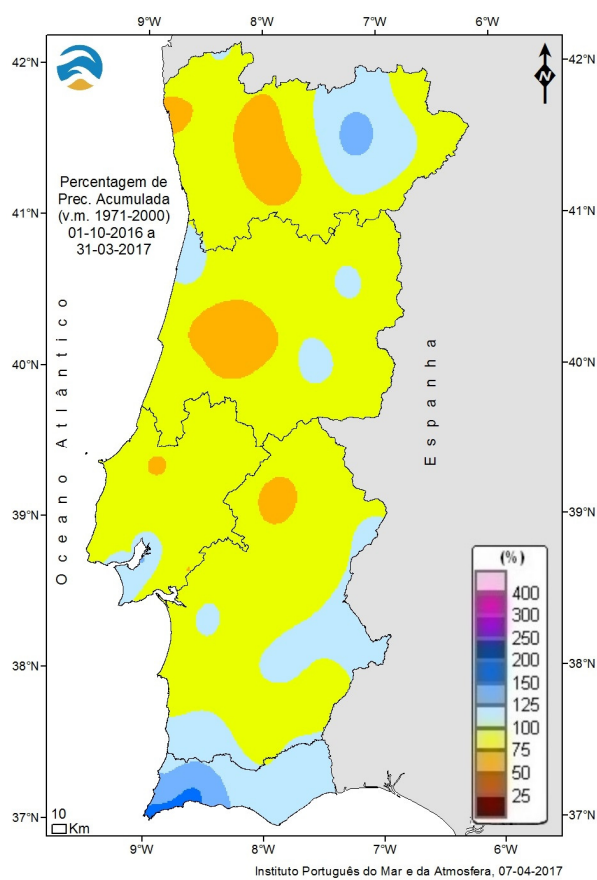 9°W 8°W 7°W 6°W
42°N 42°N
N
Percentagem de
Prec. Acumulada
(v.m. 1971-2000)
01-10-2016 a
31-03-2017
41°N 41°N
Oceano Atlântico
Espanha
40°N 40°N
39°N 39°N
(%)
400
300
250
200
150
125
100
75
50
25
38°N 38°N
37°N 37°N
10
Km
9°W 8°W 7°W 6°W
Instituto Português do Mar e da Atmosfera, 07-04-2017